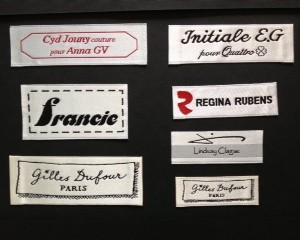 Cyd Jouny couture
pour Anna GV
Initiale E.G
pour Quattro
francie
REGINA RUBENS
Lindsay Clagac
Gilles Dufour
PARIS
Gilles Dufour
PARIS